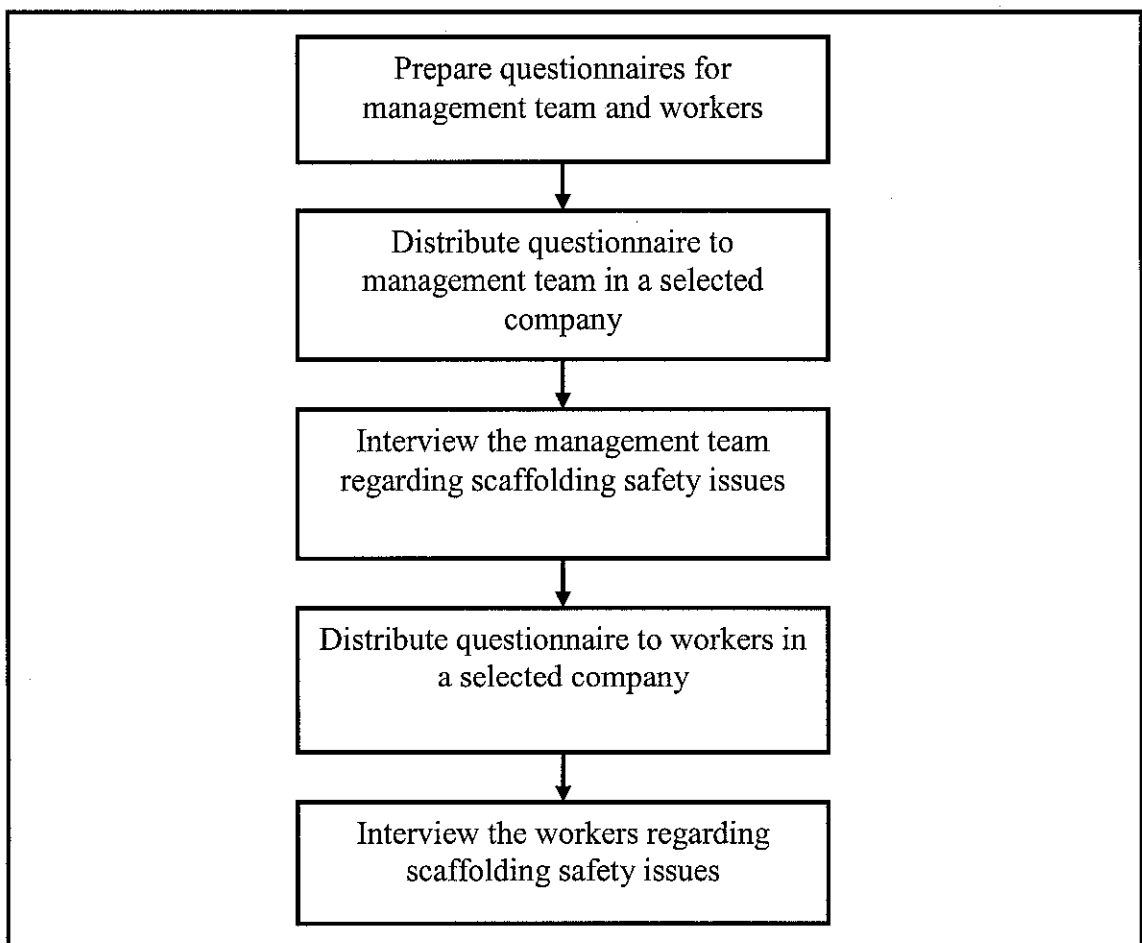 Prepare questionnaires for
management team and workers
Distribute questionnaire to
management team in a selected
company
Interview the management team
regarding scaffolding safety issues
Distribute questionnaire to workers in
a selected company
Interview the workers regarding
scaffolding safety issues